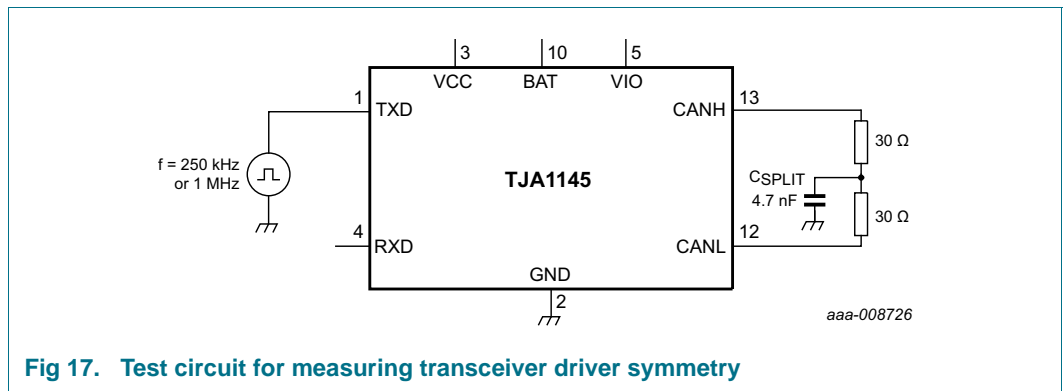 3
10
5
VCC
BAT
VIO
1
TXD
CANH
13
30 Ω
f = 250 kHz
or 1 MHz
TJA1145
CSPLIT
4.7 nF
30 Ω
4
RXD
CANL
12
GND
2
aaa-008726
Fig 17. Test circuit for measuring transceiver driver symmetry